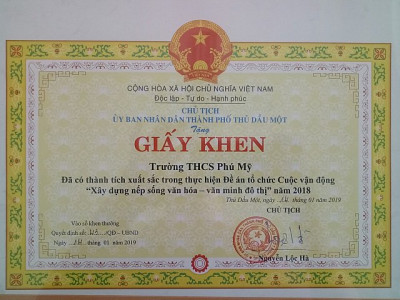 CỘNG HÒA XÃ HỘI CHỦ NGHĨA VIỆT NAM
Độc lập - Tự do - Hạnh phúc
CHỦ TỊCH
ỦY BAN NHÂN DÂN THÀNH PHỐ THỦ DẦU MỘT
Tặng
GIẤY KHEN
Trường THCS Phú Mỹ
Đã có thành tích xuất sắc trong thực hiện Đề án tổ chức Cuộc vận động
“Xây dựng nếp sống văn hóa – văn minh đô thị” năm 2018
Thủ Dầu Một, ngày tháng 01 năm 2019
CHỦ TỊCH
Vào sổ khen thưởng
Quyết định số: /QĐ - UBND
Ngày tháng 01 năm 2019
Nguyễn Lộc Hà